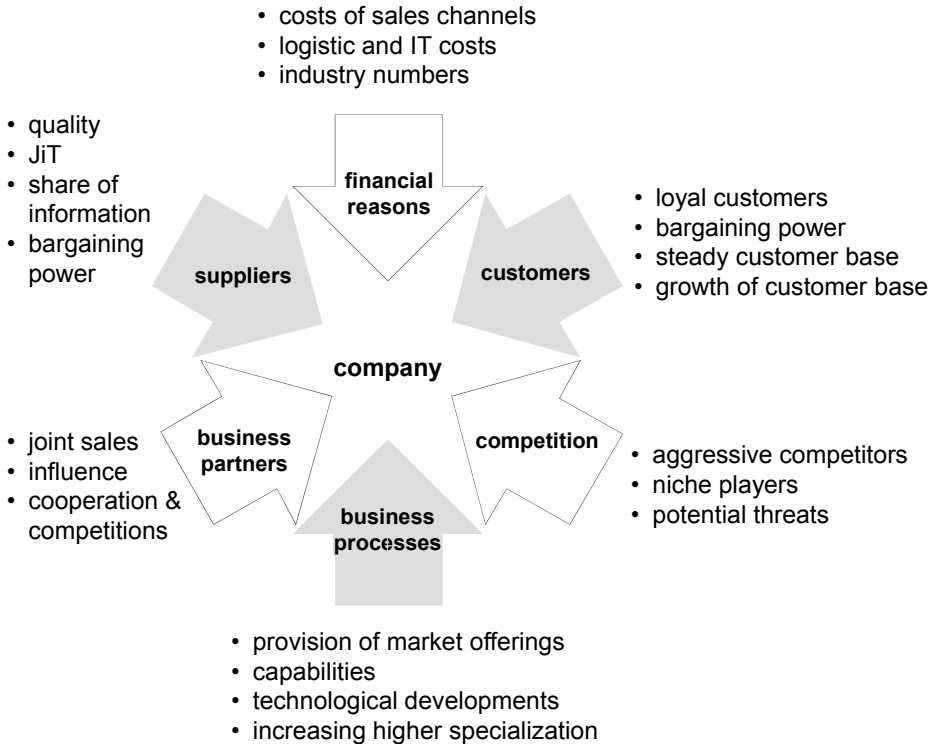 • costs of sales channels
• logistic and IT costs
• industry numbers
• quality
• JiT
• share of
information
• bargaining
power
financial
reasons
suppliers
customers
• loyal customers
• bargaining power
• steady customer base
• growth of customer base
company
• joint sales
• influence
• cooperation &
competitions
business
partners
competition
• aggressive competitors
• niche players
• potential threats
business
processes
• provision of market offerings
• capabilities
• technological developments
• increasing higher specialization